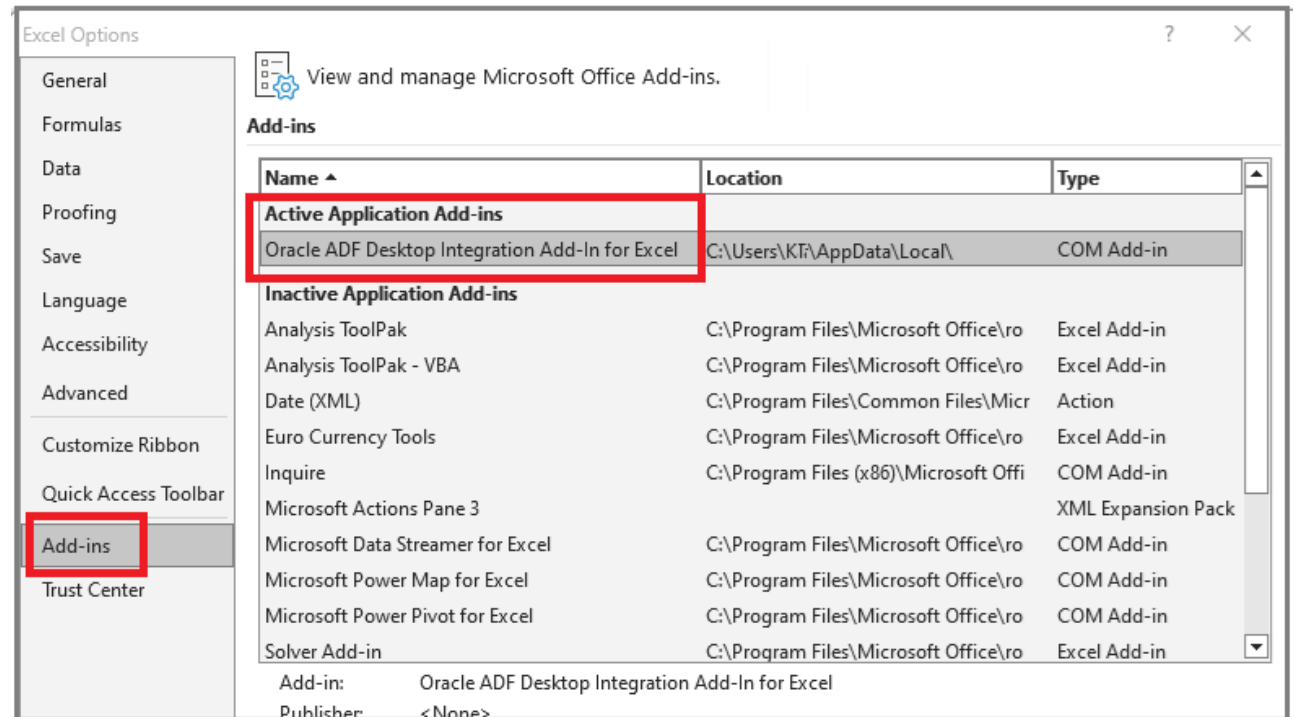 Excel Options ? ×
General
Formulas
Data
Proofing
Save
Language
Accessibility
Advanced
Customize Ribbon
Quick Access Toolbar
Add-ins
Trust Center
View and manage Microsoft Office Add-ins.
Add-ins
Name Location Type
Active Application Add-ins
Oracle ADF Desktop Integration Add-In for Excel C:\Users\ \AppData\Local\ COM Add-in
Inactive Application Add-ins
Analysis ToolPak C:\Program Files\Microsoft Office\ro Excel Add-in
Analysis ToolPak - VBA C:\Program Files\Microsoft Office\ro Excel Add-in
Date (XML) C:\Program Files\Common Files\Micr Action
Euro Currency Tools C:\Program Files\Microsoft Office\ro Excel Add-in
Inquire C:\Program Files (x86)\Microsoft Offi COM Add-in
Microsoft Actions Pane 3 XML Expansion Pack
Microsoft Data Streamer for Excel C:\Program Files\Microsoft Office\ro COM Add-in
Microsoft Power Map for Excel C:\Program Files\Microsoft Office\ro COM Add-in
Microsoft Power Pivot for Excel C:\Program Files\Microsoft Office\ro COM Add-in
Solver Add-in C:\Program Files\Microsoft Office\ro Excel Add-in
Add-in: Oracle ADF Desktop Integration Add-In for Excel
Publisher: <None>